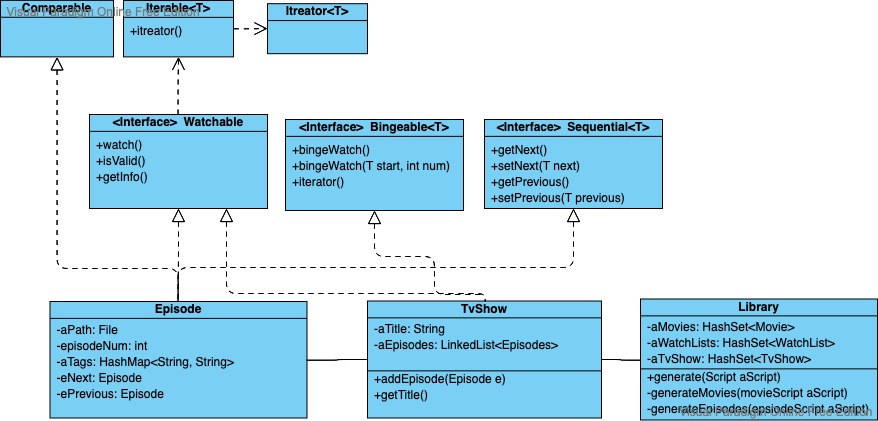 Comparable
Visual Paradigm Online Free Edition
Iterable<T>
+itreator()
Itreator<T>
<Interface> Watchable
+watch()
+isValid()
+getInfo()
<Interface> Bingeable<T>
+bingeWatch()
+bingeWatch(T start, int num)
+iterator()
<Interface> Sequential<T>
+getNext()
+setNext(T next)
+getPrevious()
+setPrevious(T previous)
Episode
-aPath: File
-episodeNum: int
-aTags: HashMap<String, String>
-eNext: Episode
-ePrevious: Episode
TvShow
-aTitle: String
-aEpisodes: LinkedList<Episodes>
+addEpisode(Episode e)
+getTitle()
Library
-aMovies: HashSet<Movie>
-aWatchLists: HashSet<WatchList>
-aTvShow: HashSet<TvShow>
+generate(Script aScript)
-generateMovies(movieScript aScript)
-generateEpisodes(epsiodeScript aScript)
Visual Paradigm Online Free Edition